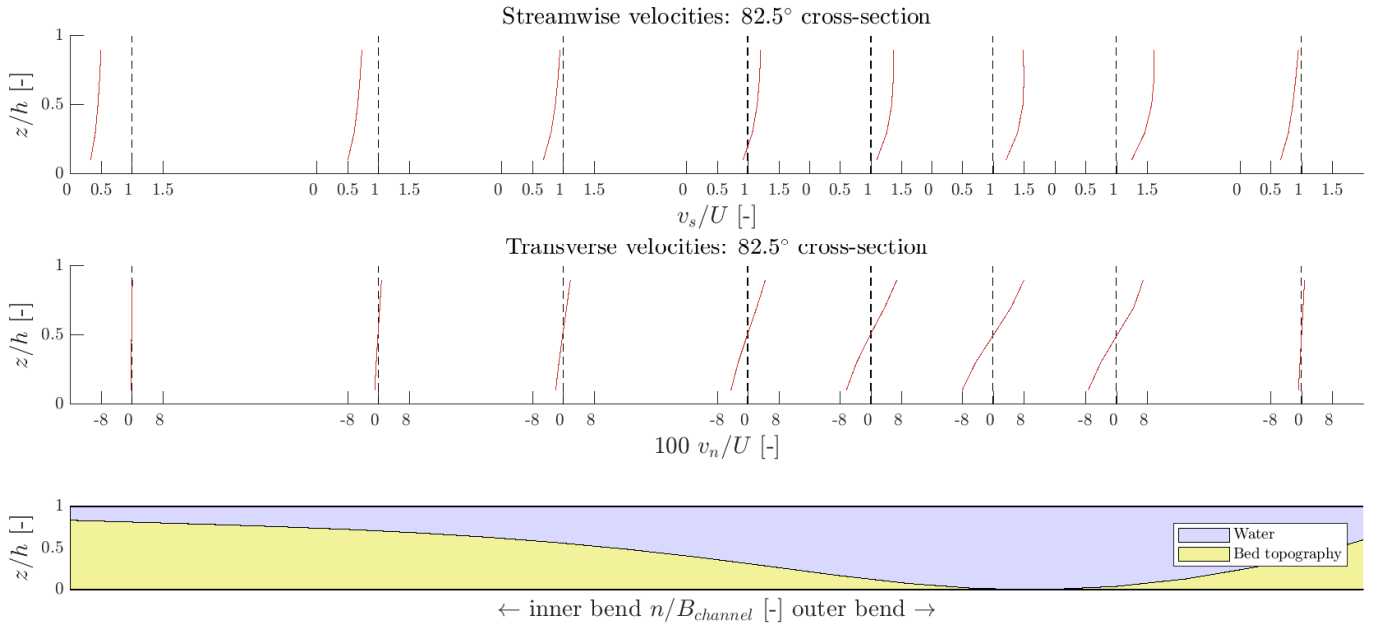 Streamwise velocities: 82.5° cross-section
1
0.5
0
z/h [-]
0 0.5 1 1.5 0 0.5 1 1.5 0 0.5 1 1.5 0 0.5 1 1.5 0 0.5 1 1.5 0 0.5 1 1.5 0 0.5 1 1.5 0 0.5 1 1.5
v_s/U [-]
Transverse velocities: 82.5° cross-section
1
0.5
0
z/h [-]
-8 0 8 -8 0 8 -8 0 8 -8 0 8 -8 0 8 -8 0 8 -8 0 8 -8 0 8
100 v_n/U [-]
1
0.5
0
z/h [-]
Water
Bed topography
← inner bend n/B_channel [-] outer bend →